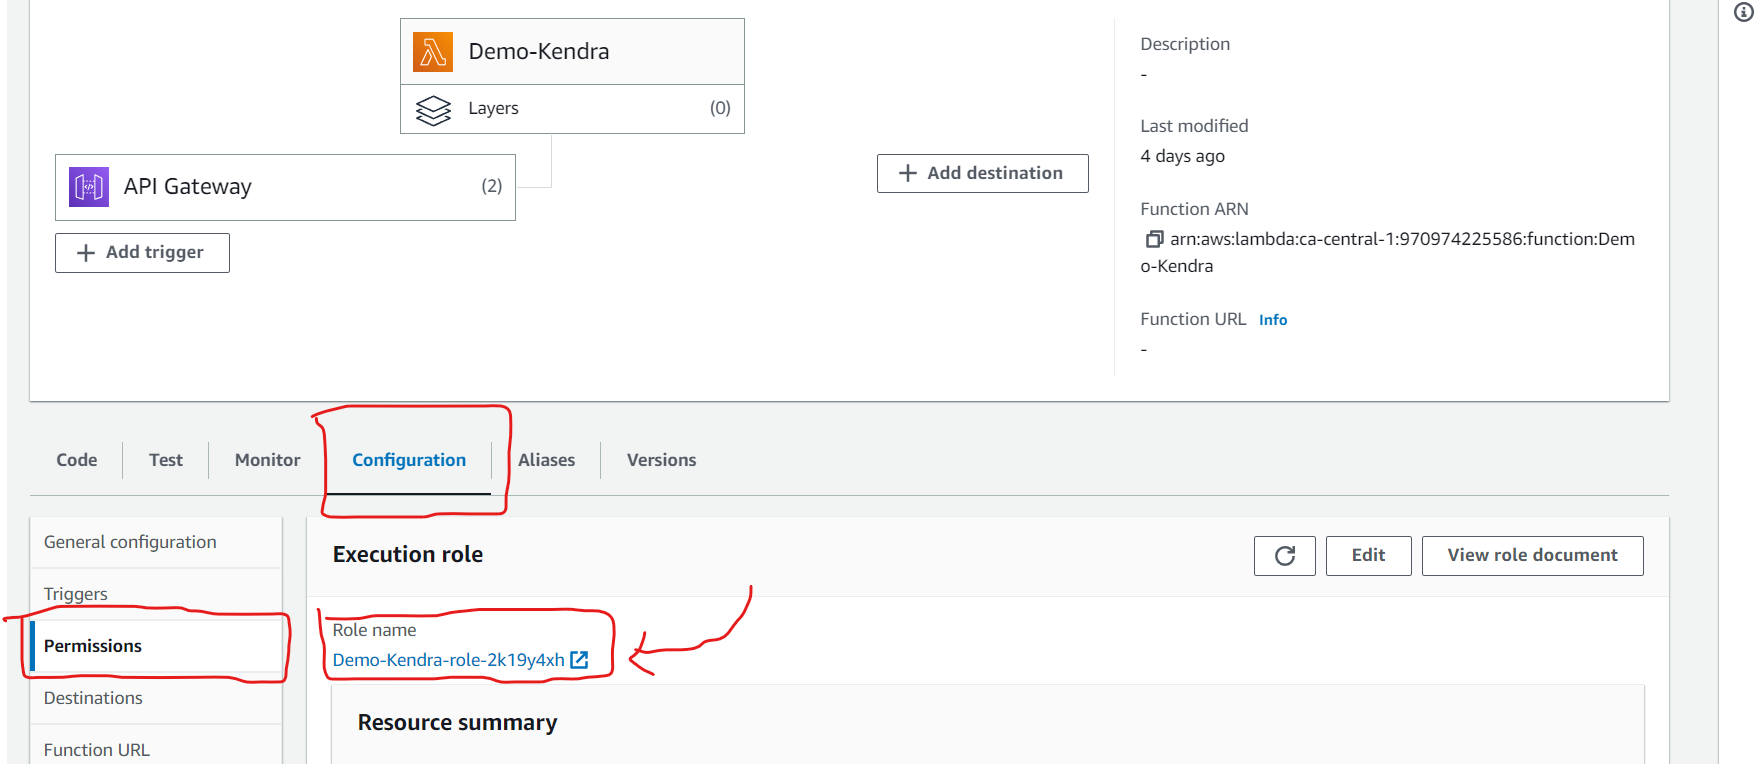 Demo-Kendra
Layers (0)
API Gateway (2)
+ Add trigger
+ Add destination
Description
-
Last modified
4 days ago
Function ARN
arn:aws:lambda:ca-central-1:970974225586:function:Dem
o-Kendra
Function URL Info
-
Code Test Monitor Configuration Aliases Versions
General configuration
Triggers
Permissions
Destinations
Function URL
Execution role
Edit View role document
Role name
Demo-Kendra-role-2k19y4xh
Resource summary